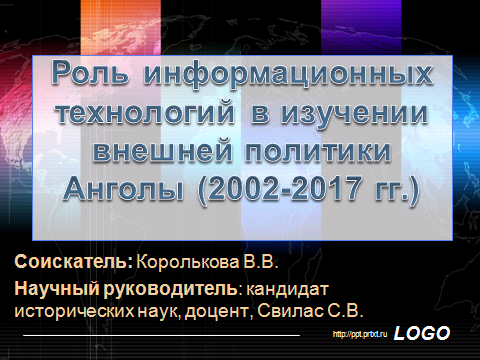 Роль информационных
технологий в изучении
внешней политики
Анголы (2002-2017 гг.)
Соискатель: Королькова В.В.
Научный руководитель: кандидат
исторических наук, доцент, Свилас С.В.
http://ppt.prtxt.ru LOGO